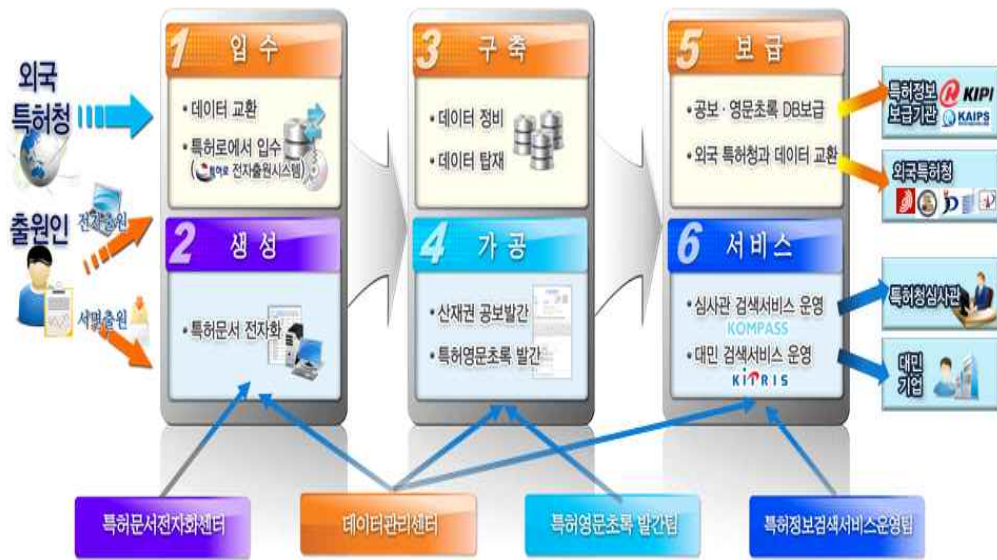 외국
특허청
출원인
전자출원
서면출원
1 입 수
• 데이터 교환
• 특허로에서 입수
(특허로 전자출원시스템)
2 생 성
• 특허문서 전자화
3 구 축
• 데이터 정비
• 데이터 탑재
4 가 공
• 산재권 공보발간
• 특허영문초록 발간
5 보 급
• 공보·영문초록 DB보급
• 외국 특허청과 데이터 교환
6 서비스
• 심사관 검색서비스 운영
KOMPASS
• 대민 검색서비스 운영
KIPRIS
특허정보
보급기관
KIPI
KAIPS
외국특허청
특허청심사관
대민
기업
특허문서전자화센터
데이터관리센터
특허영문초록 발간팀
특허정보검색서비스운영팀